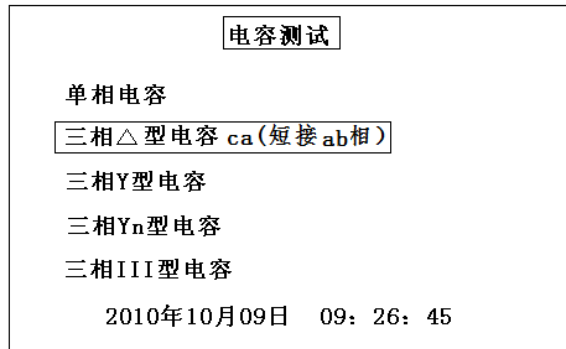 电容测试
单相电容
三相△型电容 ca(短接ab相)
三相Y型电容
三相Yn型电容
三相III型电容
2010年10月09日 09: 26: 45